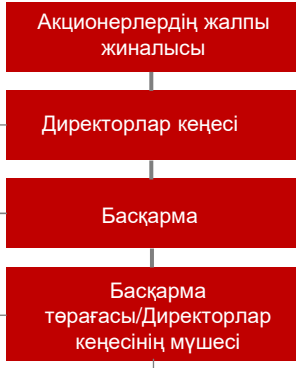 Акционерлердің жалпы
жиналысы
Директорлар кеңесі
Басқарма
Басқарма
төрағасы/Директорлар
кеңесінің мүшесі